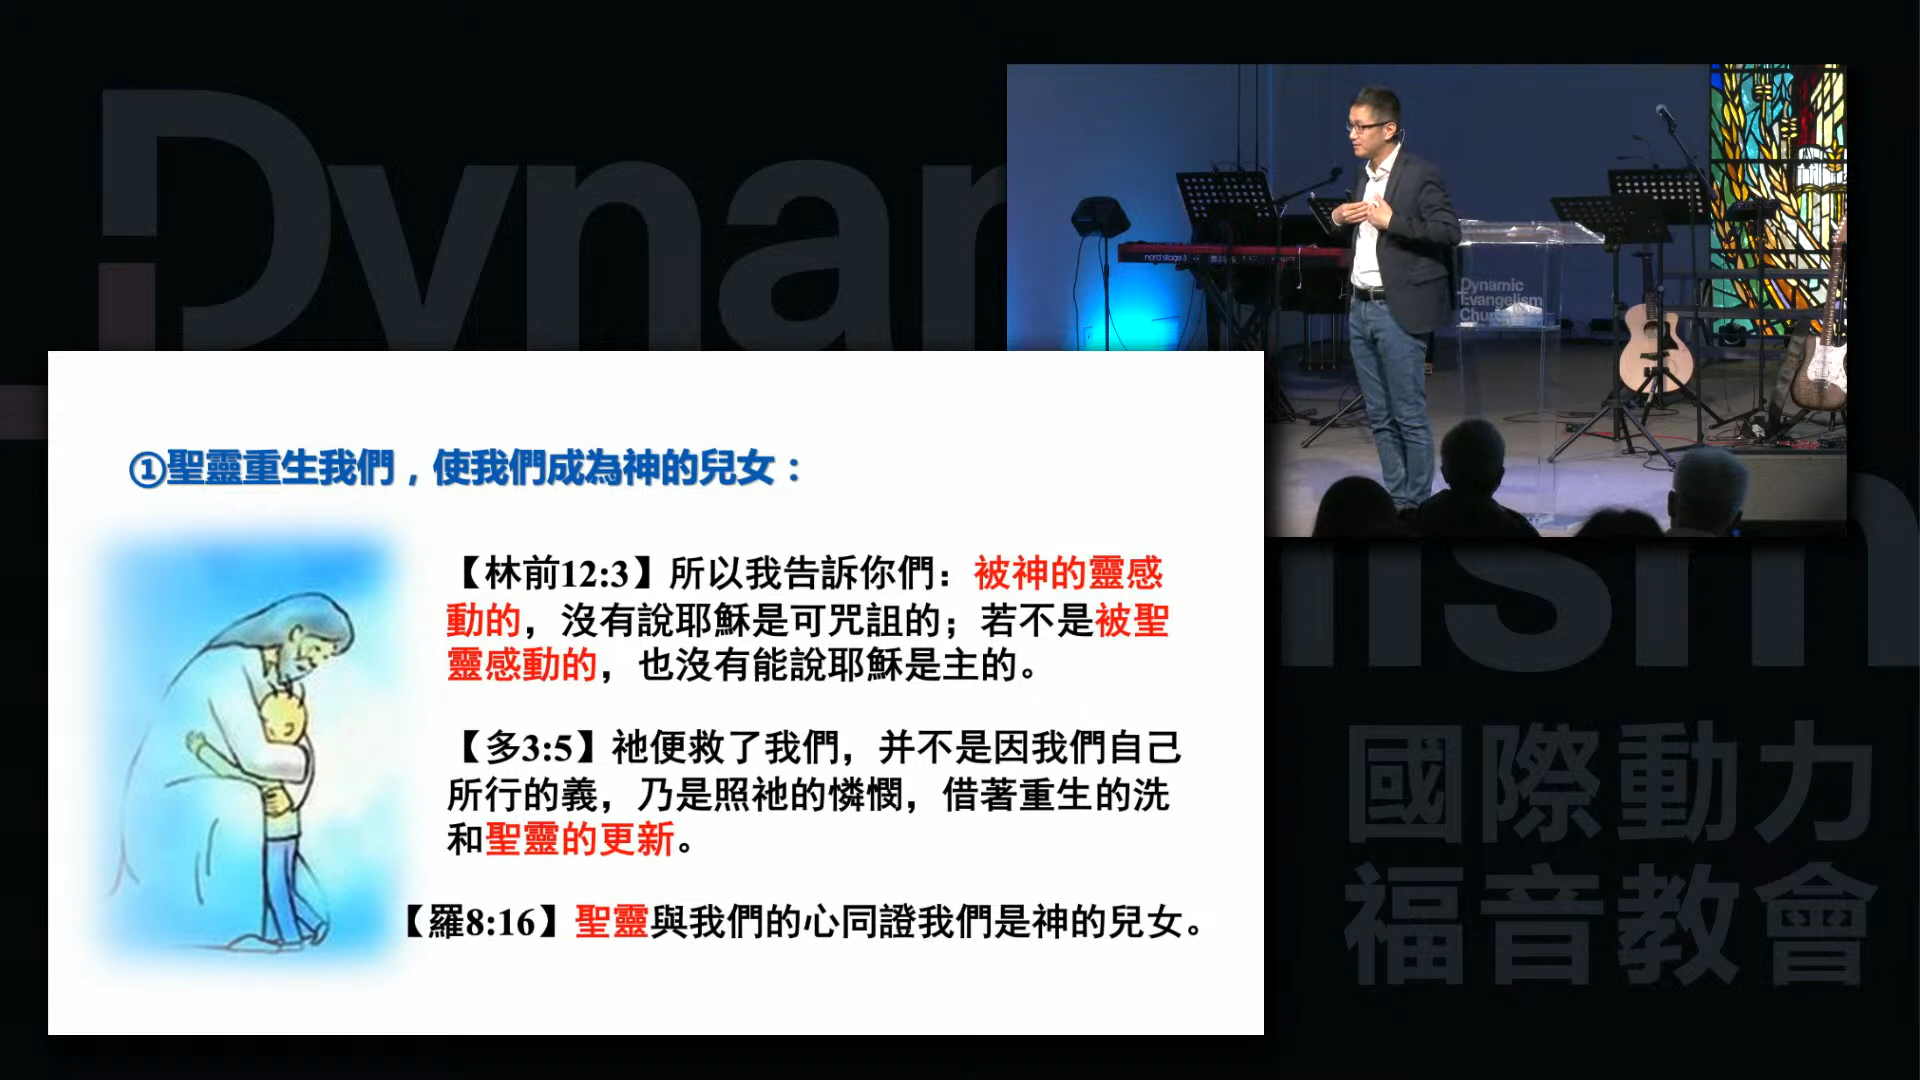 Dynam
nord stage 3
Dynamic
Evangelism
Church
①聖靈重生我們，使我們成為神的兒女：
【林前12:3】所以我告訴你們：被神的靈感
動的，沒有說耶穌是可咒詛的；若不是被聖
靈感動的，也沒有能說耶穌是主的。
【多3:5】祂便救了我們，并不是因我們自己
所行的義，乃是照祂的憐憫，借著重生的洗
和聖靈的更新。
【羅8:16】聖靈與我們的心同證我們是神的兒女。
ism
國際動力
福音教會